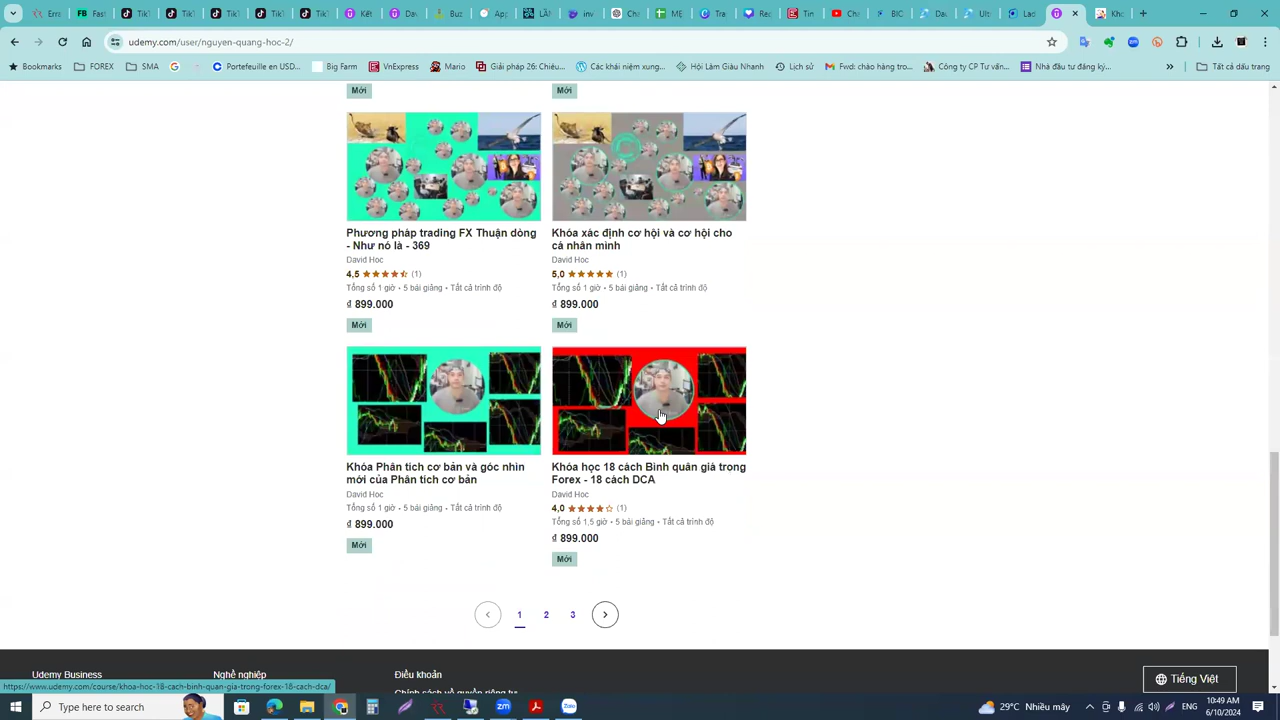 Bookmarks
FOREX
SMA
Portefeuille en USD...
Big Farm
VnExpress
Mario
Giải pháp 26: Chiêu...
Các khái niệm xung...
Hội Làm Giàu Nhanh
Lịch sử
Fwd: chào hàng tro...
Công ty CP Tư vấn...
Nhà đầu tư đăng ký...
Tất cả dấu trang
udemy.com/user/nguyen-quang-hoc-2/
Mới
Mới
Phương pháp trading FX Thuận dòng
- Như nó là - 369
David Hoc
4,5 (1)
Tổng số 1 giờ • 5 bài giảng • Tất cả trình độ
₫ 899.000
Mới
Khóa xác định cơ hội và cơ hội cho
cá nhân mình
David Hoc
5,0 (1)
Tổng số 1 giờ • 5 bài giảng • Tất cả trình độ
₫ 899.000
Mới
Khóa Phân tích cơ bản và góc nhìn
mới của Phân tích cơ bản
David Hoc
Tổng số 1 giờ • 5 bài giảng • Tất cả trình độ
₫ 899.000
Mới
Khóa học 18 cách Bình quân giá trong
Forex - 18 cách DCA
David Hoc
4,0 (1)
Tổng số 1,5 giờ • 5 bài giảng • Tất cả trình độ
₫ 899.000
Mới
1 2 3
Udemy Business
Nghề nghiệp
Điều khoản
Chính sách về quyền riêng tư
Tiếng Việt
https://www.udemy.com/course/khoa-hoc-18-cach-binh-quan-gia-trong-forex-18-cach-dca/
Type here to search
29°C Nhiều mây
ENG
10:49 AM
6/10/2024